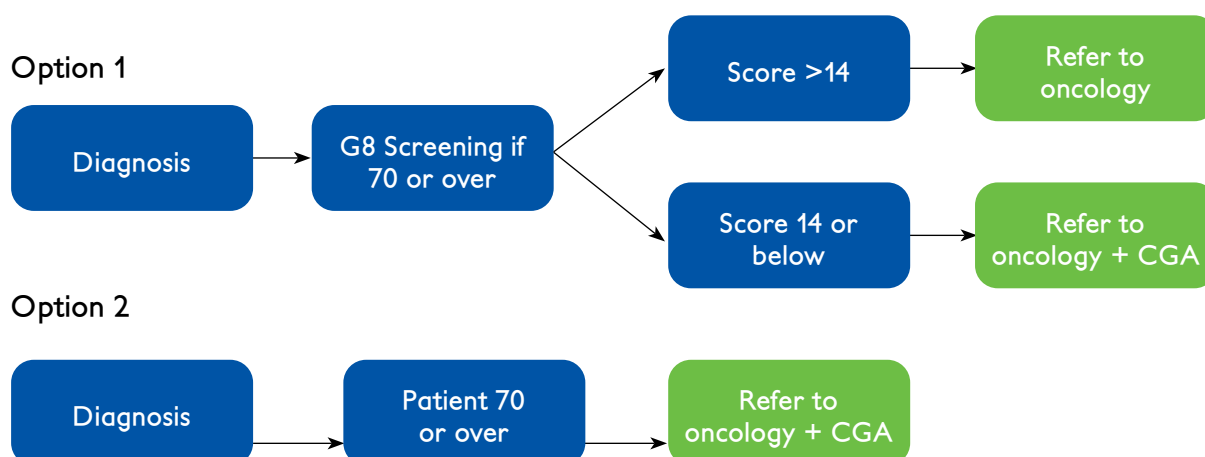 Option 1
Diagnosis
G8 Screening if
70 or over
Score >14
Refer to
oncology
Score 14 or
below
Refer to
oncology + CGA
Option 2
Diagnosis
Patient 70
or over
Refer to
oncology + CGA